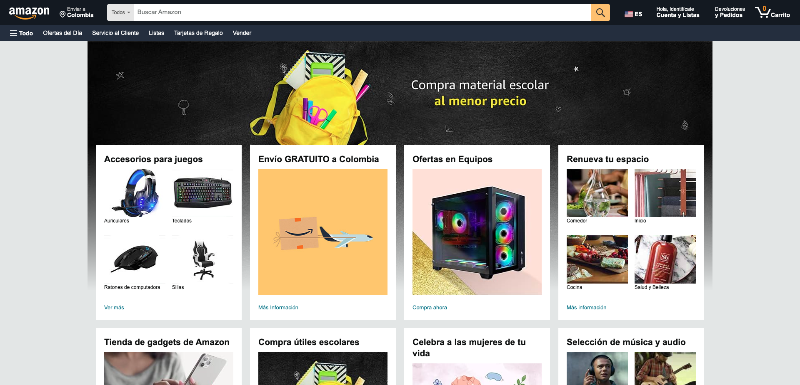 amazon
Enviar a
Colombia
Todos
Buscar Amazon
ES
Hola, Identifícate
Cuenta y Listas
Devoluciones
y Pedidos
0
Carrito
Todo
Ofertas del Día
Servicio al Cliente
Listas
Tarjetas de Regalo
Vender
Compra material escolar
al menor precio
Accesorios para juegos
Auriculares
Teclados
Ratones de computadora
Sillas
Ver más
Envío GRATUITO a Colombia
Más información
Ofertas en Equipos
Compra ahora
Renueva tu espacio
Comedor
Inicio
Cocina
Salud y Belleza
Más información
Tienda de gadgets de Amazon
Compra útiles escolares
Celebra a las mujeres de tu
vida
Selección de música y audio